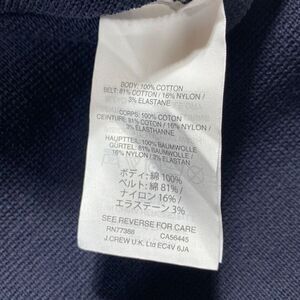 BODY: 100% COTTON
BELT: 81% COTTON / 16% NYLON /
3% ELASTANE
CORPS: 100% COTON
CEINTURE: 81% COTON / 16% NYLON /
3% ELASTHANNE
HAUPTTEIL: 100% BAUMWOLLE
GÜRTEL: 81% BAUMWOLLE /
16% NYLON / 3% ELASTAN
ボディ: 綿 100%
ベルト: 綿 81% /
ナイロン 16% /
エラステーン 3%
SEE REVERSE FOR CARE
RN77388 CA56445
J.CREW U.K. Ltd EC4V 6JA